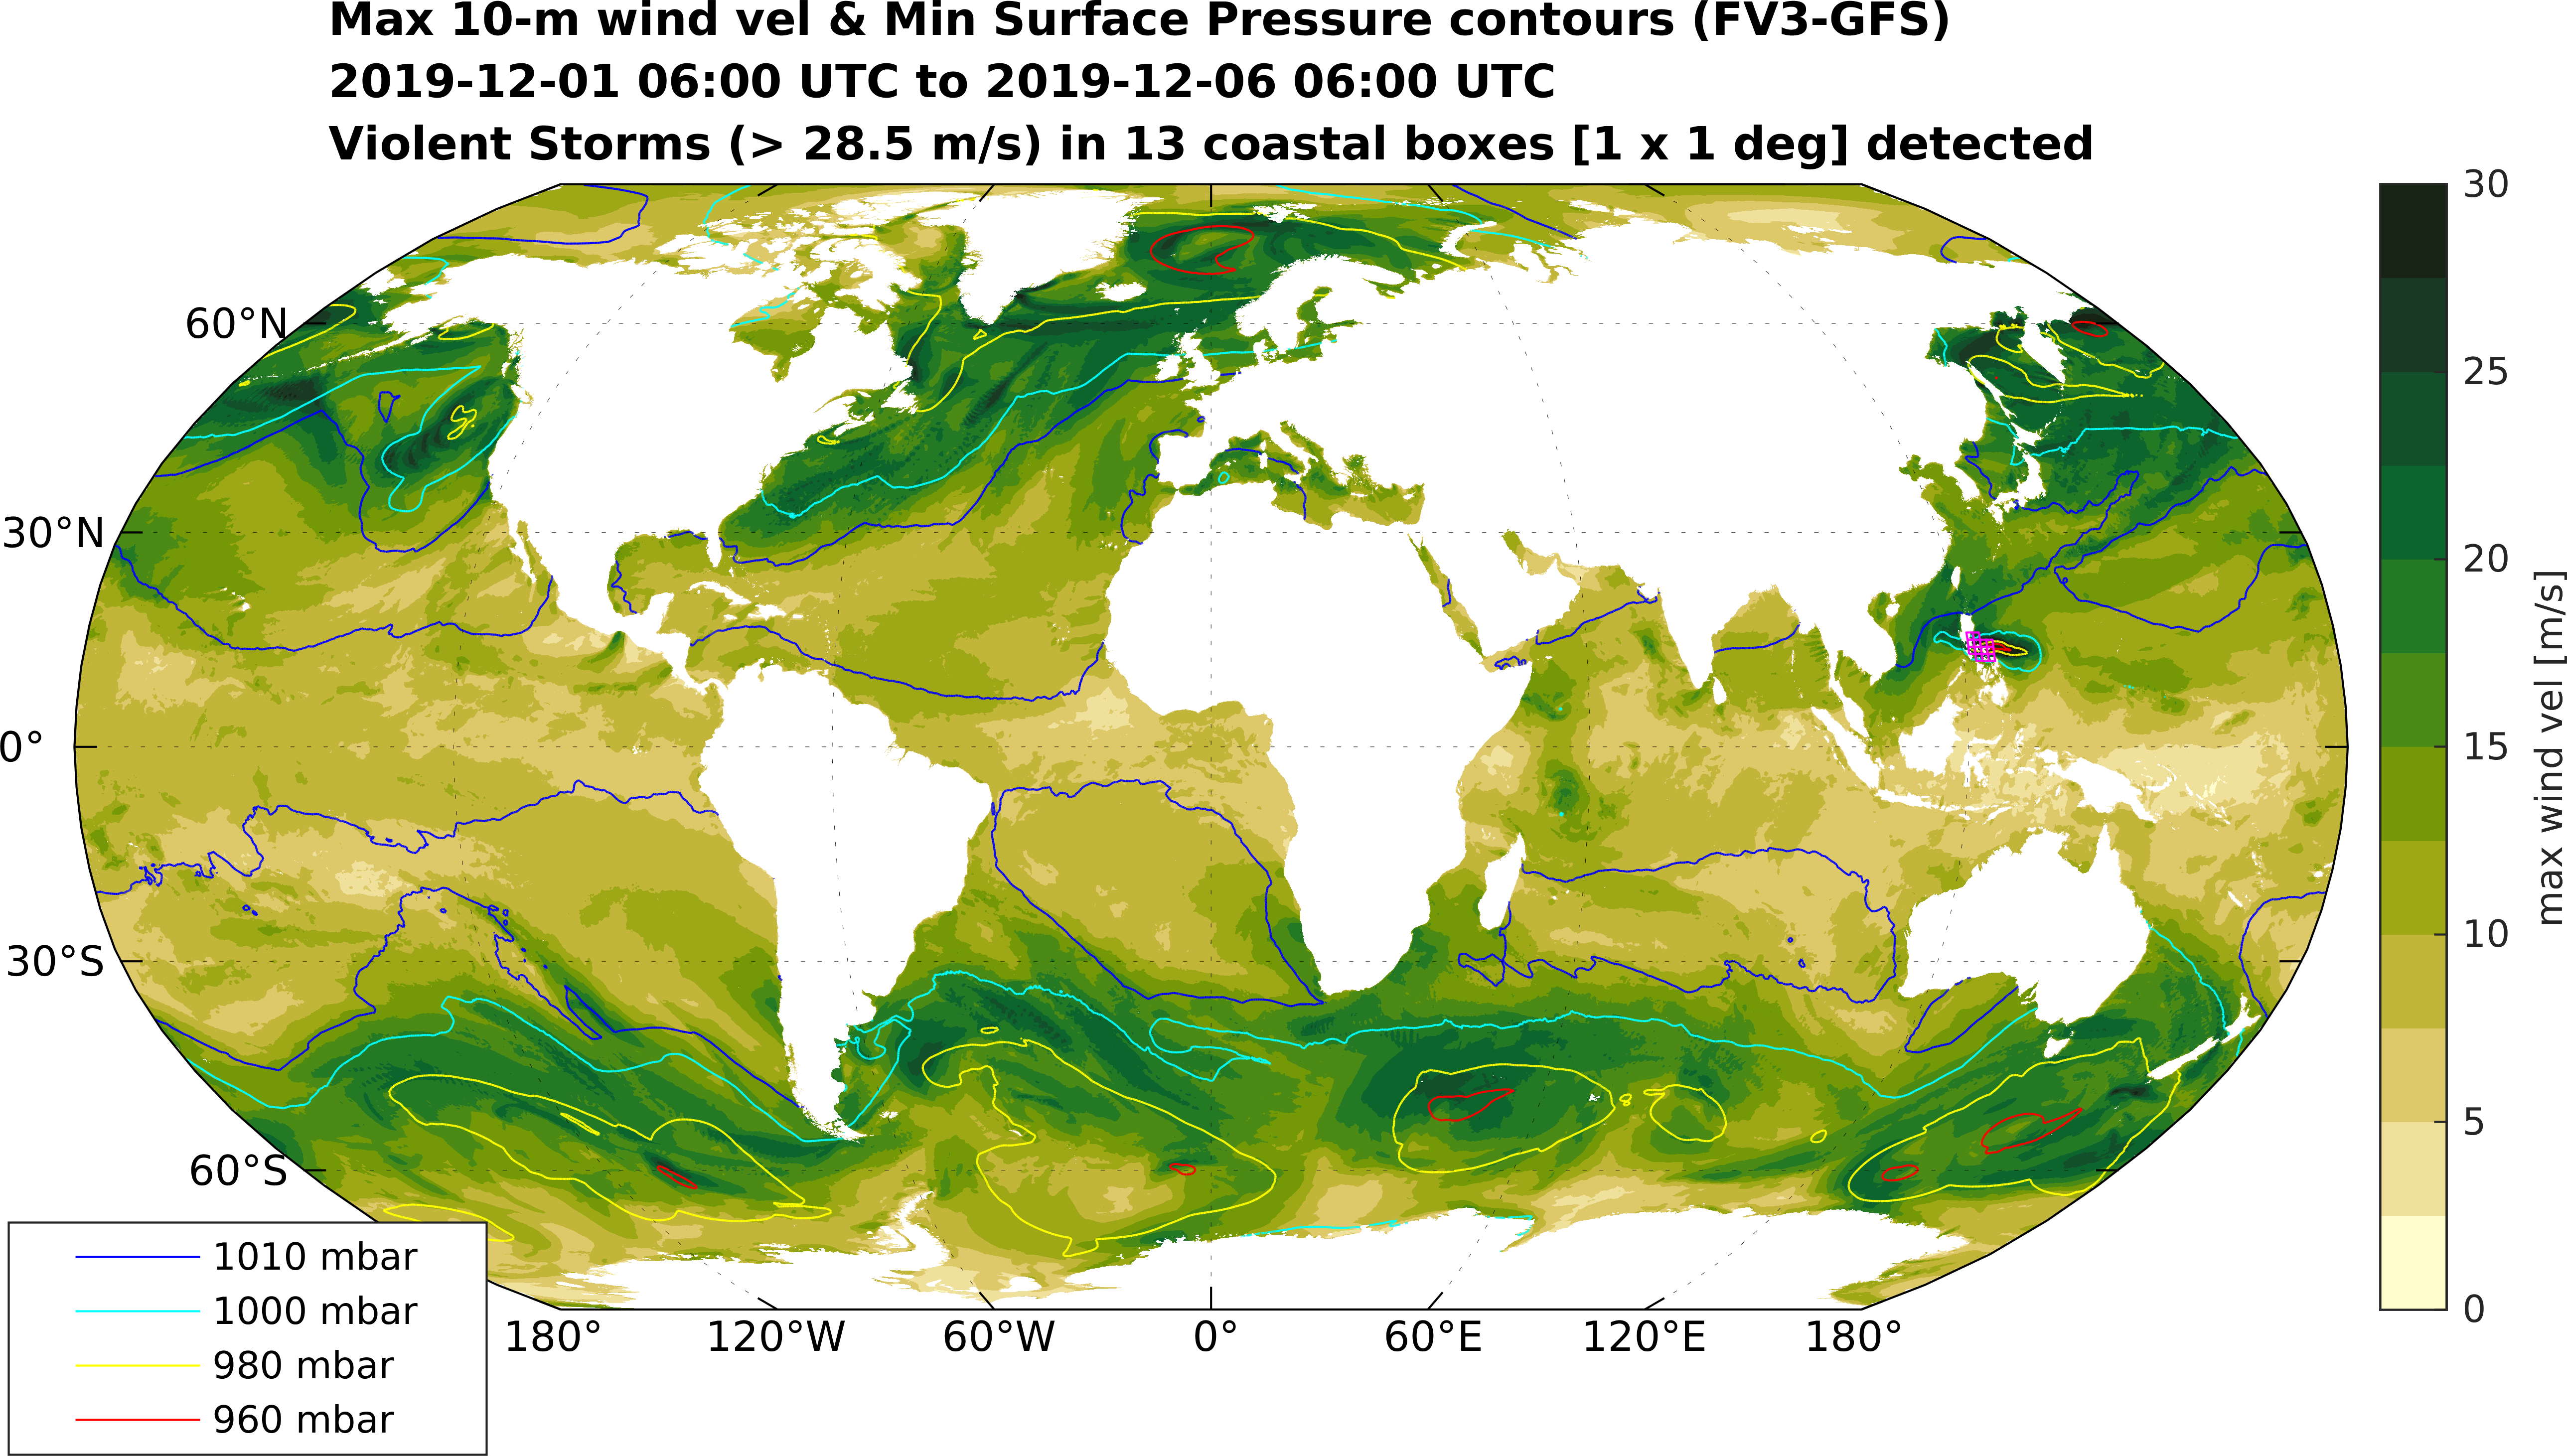 Max 10-m wind vel & Min Surface Pressure contours (FV3-GFS)
2019-12-01 06:00 UTC to 2019-12-06 06:00 UTC
Violent Storms (> 28.5 m/s) in 13 coastal boxes [1 x 1 deg] detected
60°N
30°N
0°
30°S
60°S
180°
120°W
60°W
0°
60°E
120°E
180°
1010 mbar
1000 mbar
980 mbar
960 mbar
30
25
20
15
10
5
0
max wind vel [m/s]